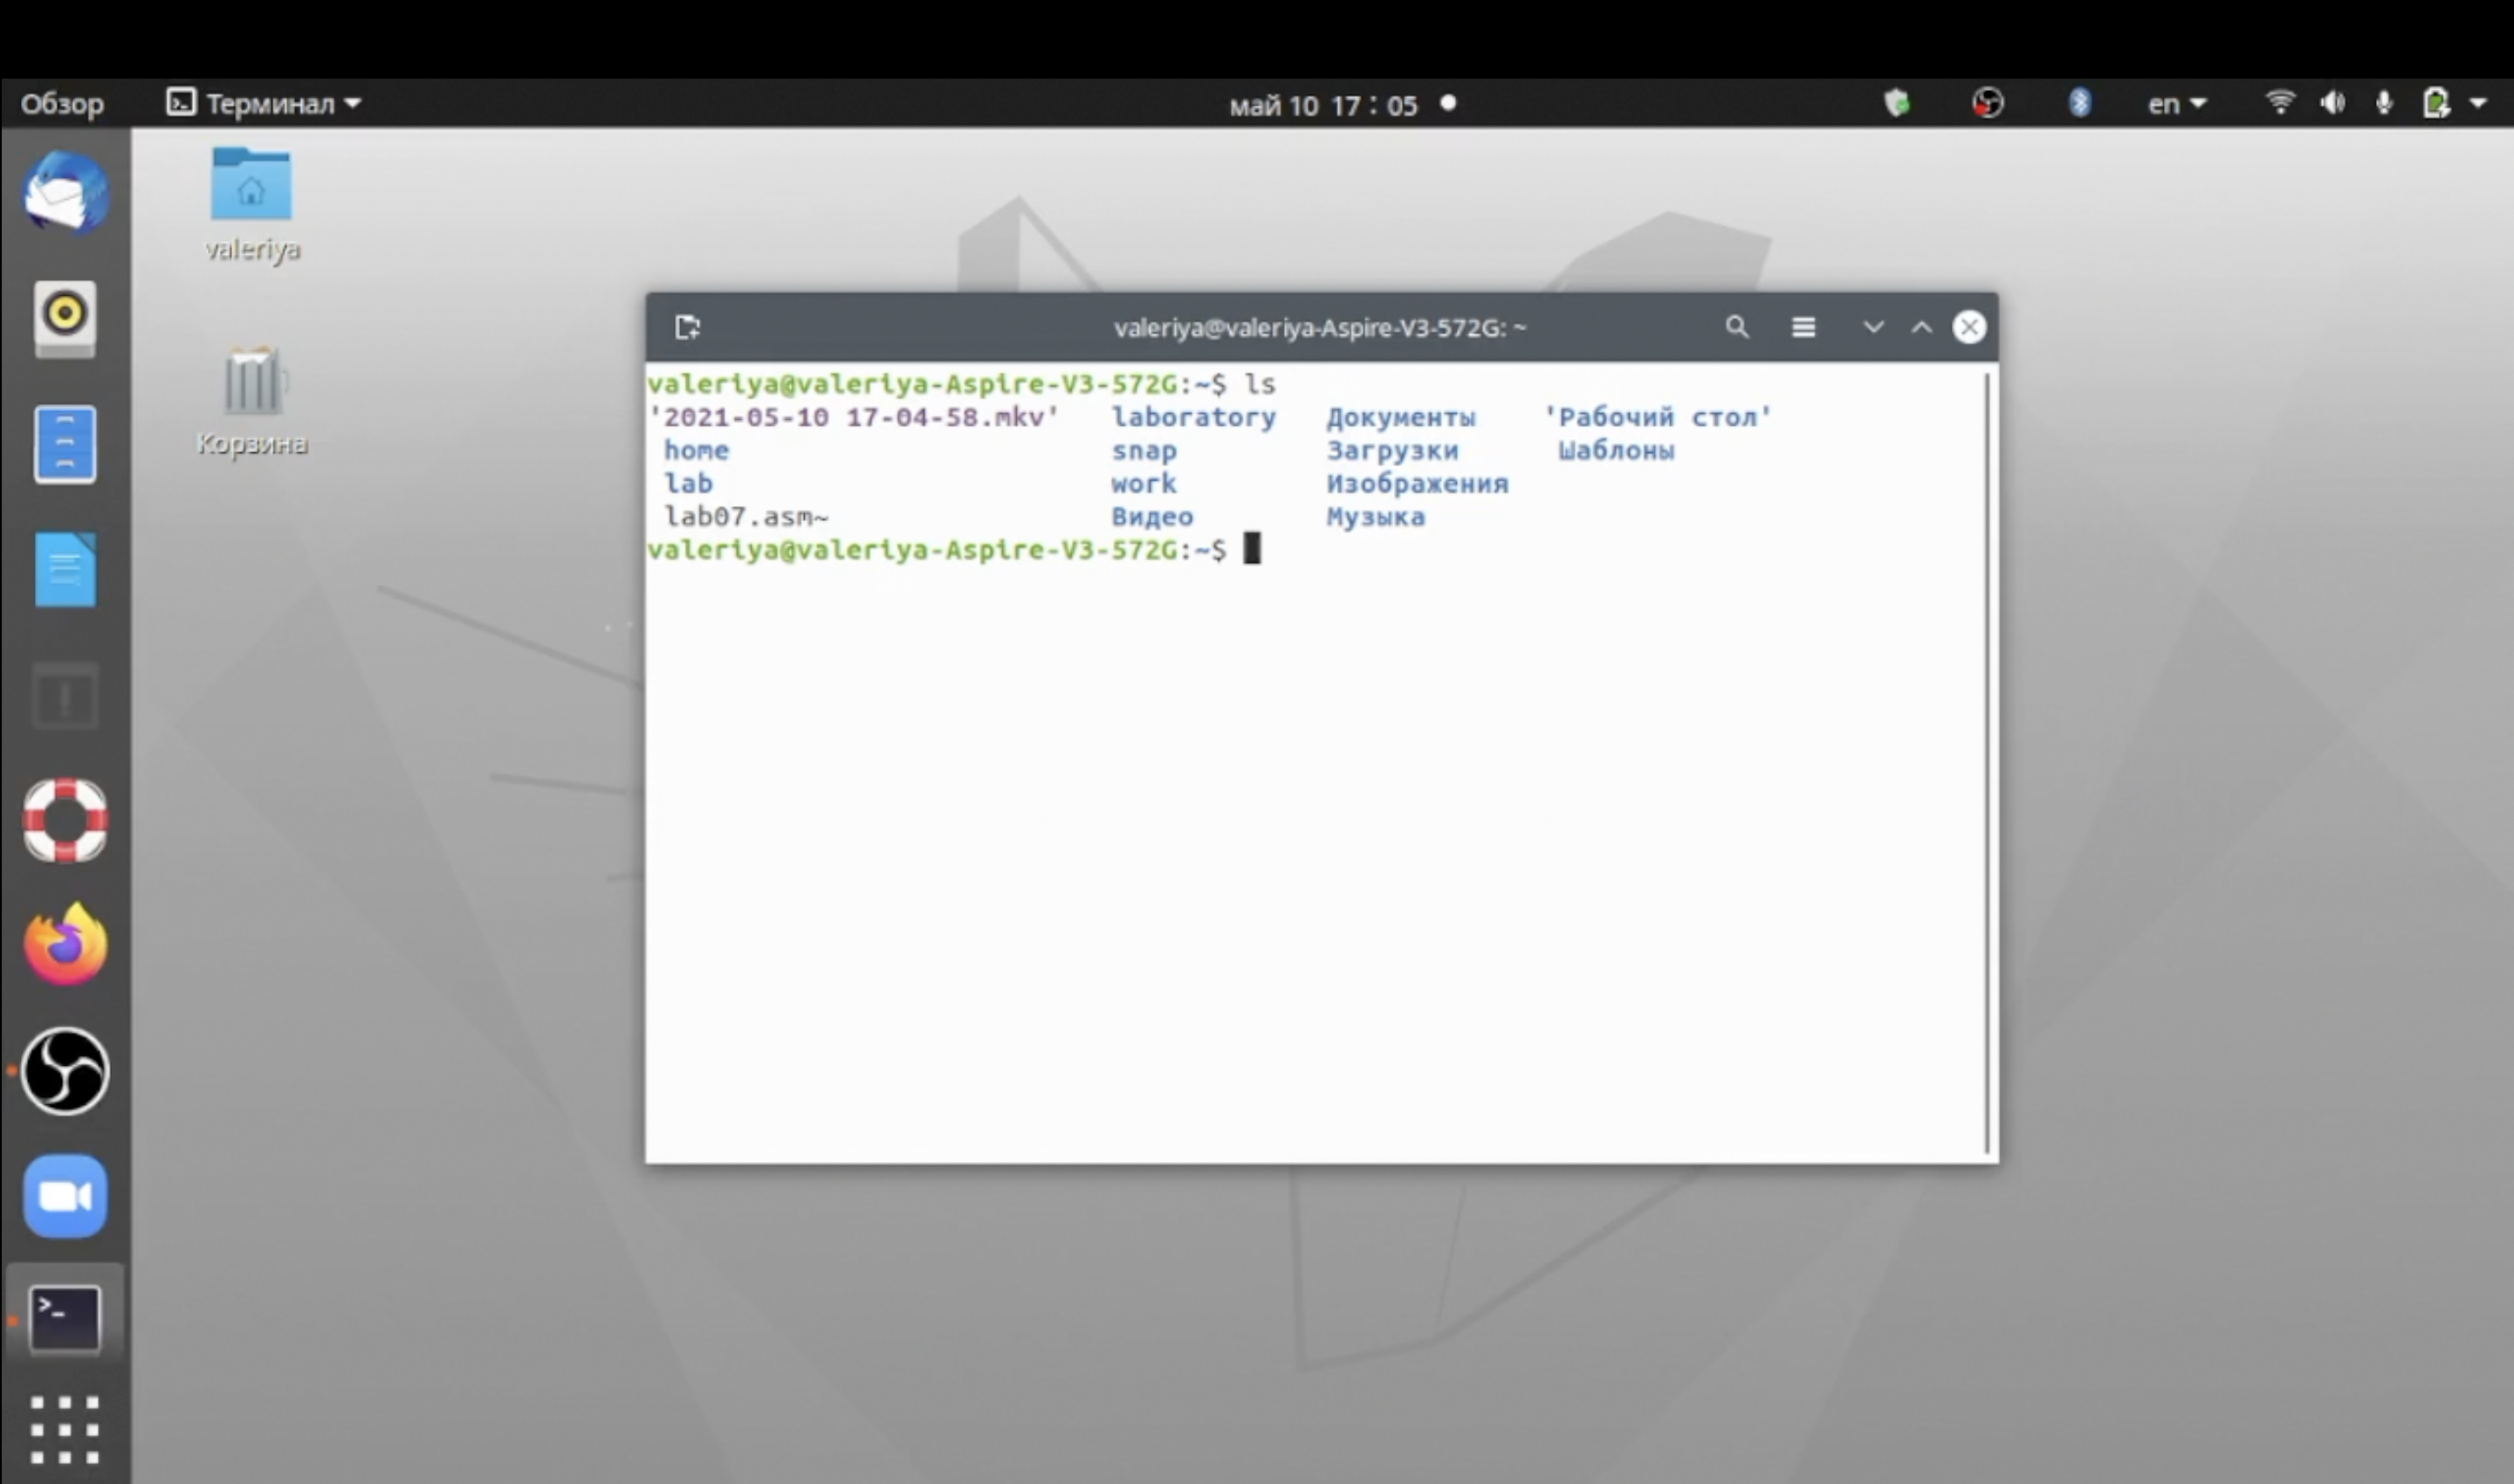 Обзор
Терминал
май 10 17:05
en
valeriya
Корзина
valeriya@valeriya-Aspire-V3-572G: ~
valeriya@valeriya-Aspire-V3-572G:~$ ls
'2021-05-10 17-04-58.mkv' laboratory Документы 'Рабочий стол'
home snap Загрузки Шаблоны
lab work Изображения
lab07.asm~ Видео Музыка
valeriya@valeriya-Aspire-V3-572G:~$